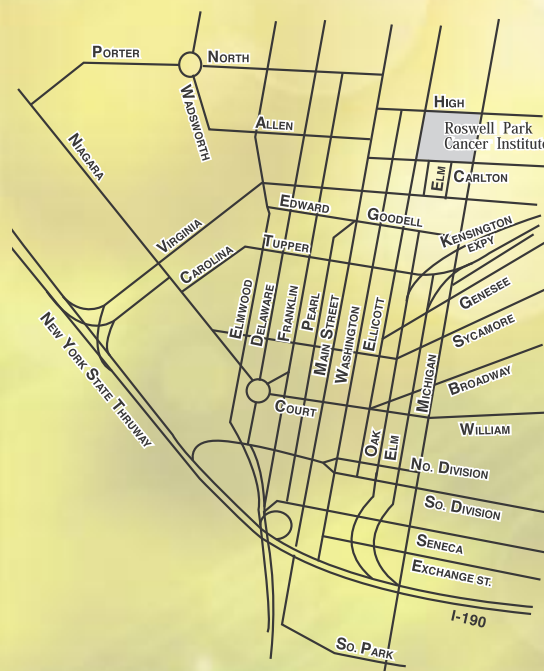 PORTER
NORTH
WADSWORTH
HIGH
ALLEN
Roswell Park
Cancer Institute
NIAGARA
ELM
CARLTON
EDWARD
GOODELL
VIRGINIA
KENSINGTON
EXPY
CAROLINA
TUPPER
GENESEE
ELMWOOD
DELAWARE
FRANKLIN
PEARL
MAIN STREET
WASHINGTON
ELLICOTT
SYCAMORE
NEW YORK STATE THRUWAY
MICHIGAN
BROADWAY
COURT
WILLIAM
OAK
ELM
NO. DIVISION
SO. DIVISION
SENECA
EXCHANGE ST.
I-190
SO. PARK